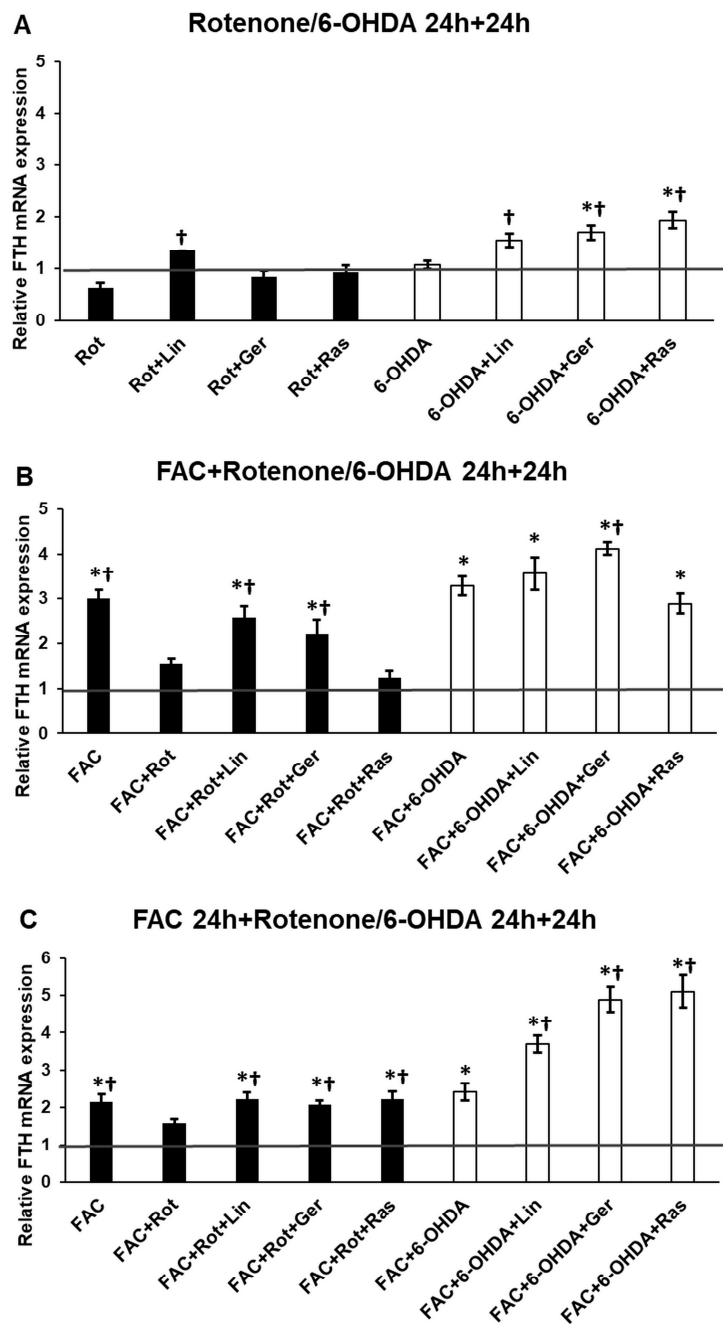 A
Rotenone/6-OHDA 24h+24h
Relative FTH mRNA expression
5
4
3
2
1
0
†
†
*†
*†
Rot
Rot+Lin
Rot+Ger
Rot+Ras
6-OHDA
6-OHDA+Lin
6-OHDA+Ger
6-OHDA+Ras
B
FAC+Rotenone/6-OHDA 24h+24h
Relative FTH mRNA expression
5
4
3
2
1
0
*†
*†
*†
*
*
*†
*
FAC
FAC+Rot
FAC+Rot+Lin
FAC+Rot+Ger
FAC+Rot+Ras
FAC+6-OHDA
FAC+6-OHDA+Lin
FAC+6-OHDA+Ger
FAC+6-OHDA+Ras
C
FAC 24h+Rotenone/6-OHDA 24h+24h
Relative FTH mRNA expression
6
5
4
3
2
1
0
*†
*†
*†
*†
*
*†
*†
*†
FAC
FAC+Rot
FAC+Rot+Lin
FAC+Rot+Ger
FAC+Rot+Ras
FAC+6-OHDA
FAC+6-OHDA+Lin
FAC+6-OHDA+Ger
FAC+6-OHDA+Ras